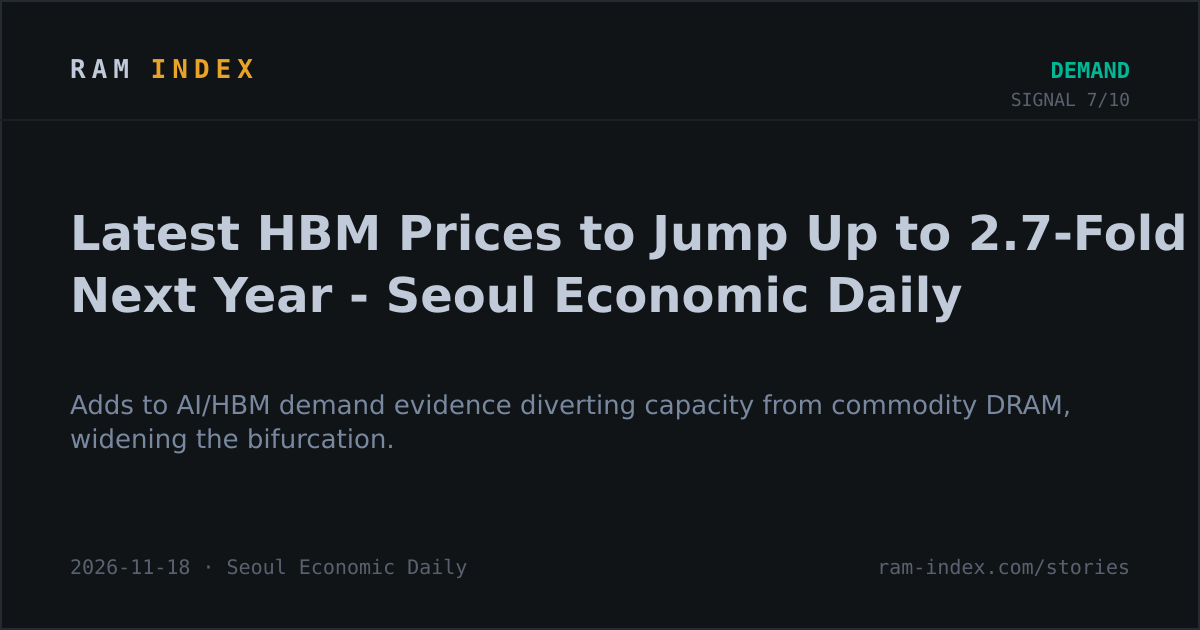 RAM INDEX
DEMAND
SIGNAL 7/10
Latest HBM Prices to Jump Up to 2.7-Fold
Next Year - Seoul Economic Daily
Adds to AI/HBM demand evidence diverting capacity from commodity DRAM,
widening the bifurcation.
2026-11-18 · Seoul Economic Daily
ram-index.com/stories